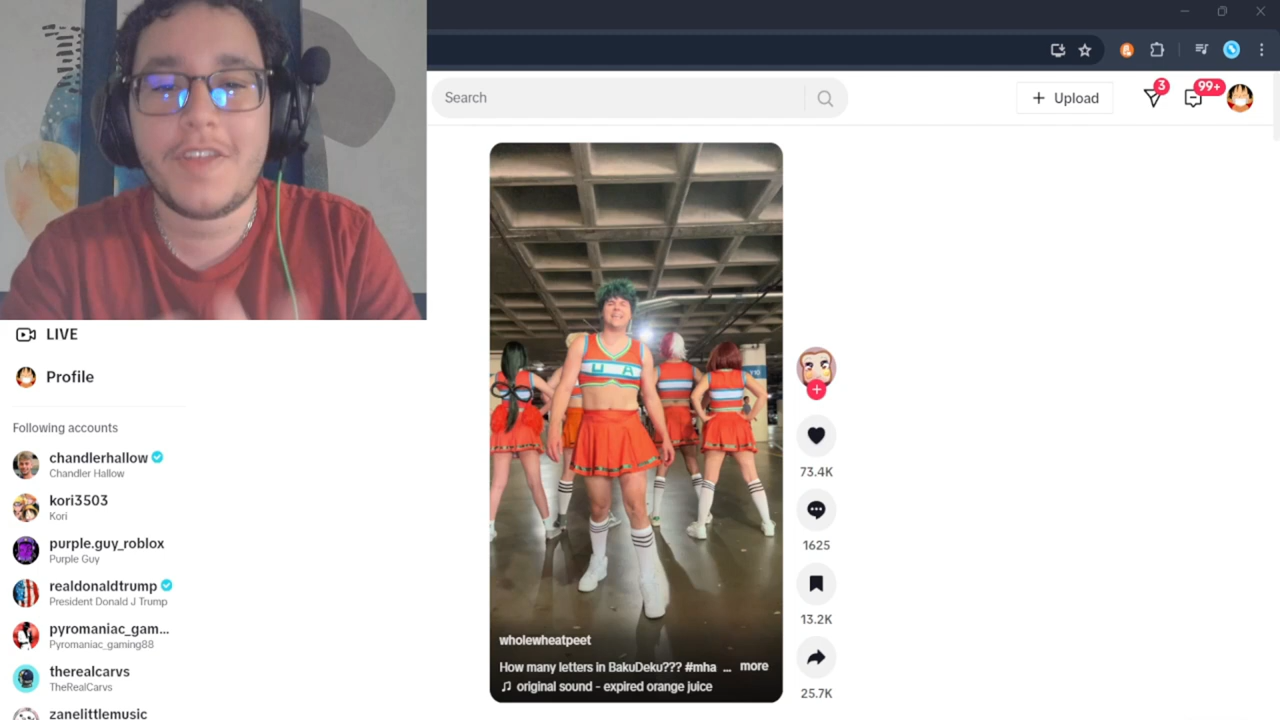 Search
Upload
3
99+
LIVE
Profile
Following accounts
chandlerhallow
Chandler Hallow
kori3503
Kori
purple.guy_roblox
Purple Guy
realdonaldtrump
President Donald J Trump
pyromaniac_gam...
Pyromaniac_gaming88
therealcarvs
TheRealCarvs
zanelittlemusic
U A
wholewheatpeet
How many letters in BakuDeku??? #mha ... more
original sound - expired orange juice
73.4K
1625
13.2K
25.7K